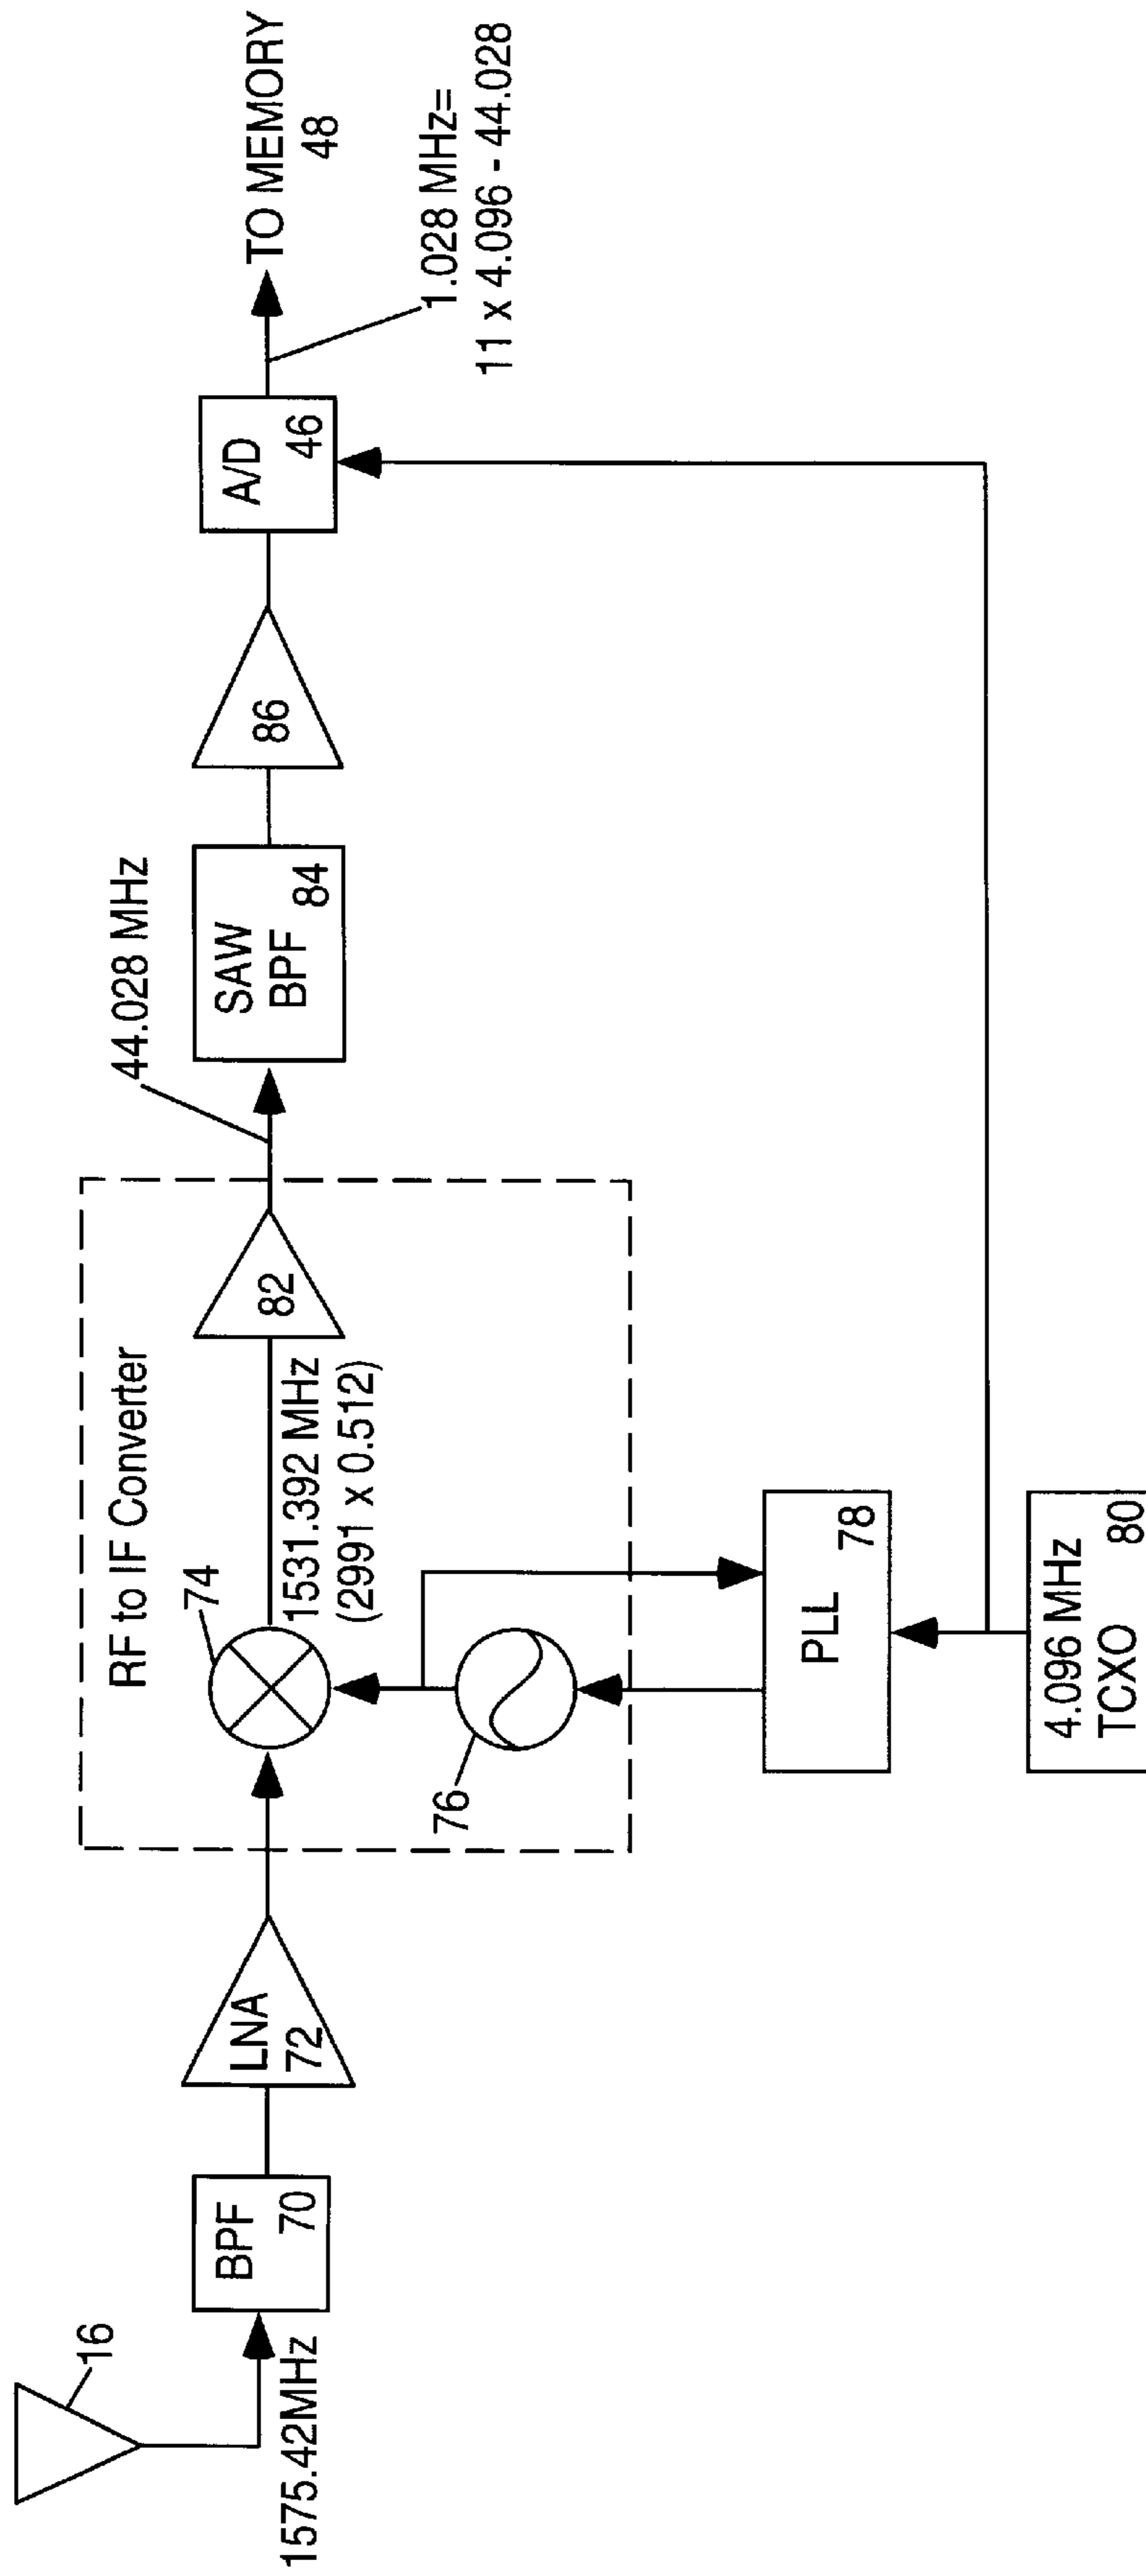 16
1575.42MHz
BPF
70
LNA
72
RF to IF Converter
74
76
1531.392 MHz
(2991 x 0.512)
82
PLL
78
4.096 MHz
TCXO
80
44.028 MHz
SAW
BPF
84
86
A/D
46
TO MEMORY
48
1.028 MHz=
11 x 4.096 - 44.028